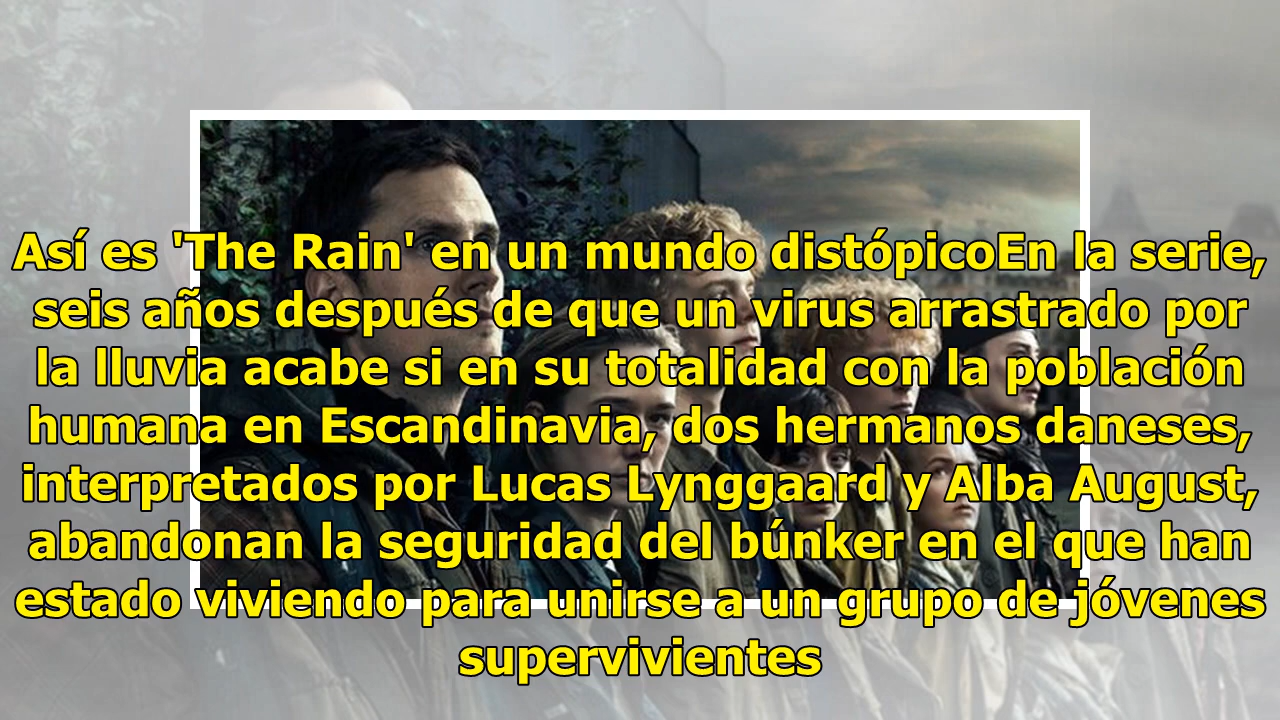 Así es 'The Rain' en un mundo distópicoEn la serie,
seis años después de que un virus arrastrado por
la lluvia acabe si en su totalidad con la población
humana en Escandinavia, dos hermanos daneses,
interpretados por Lucas Lynggaard y Alba August,
abandonan la seguridad del búnker en el que han
estado viviendo para unirse a un grupo de jóvenes
supervivientes